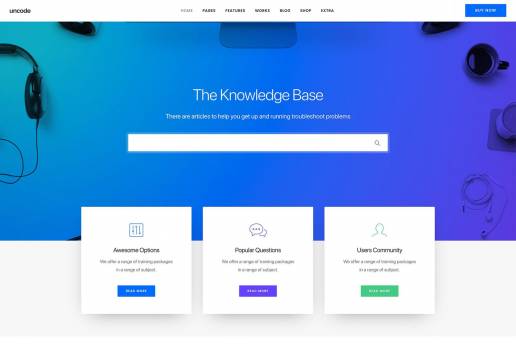 uncode
HOME PAGES FEATURES WORKS BLOG SHOP EXTRA
BUY NOW
The Knowledge Base
There are articles to help you get up and running troubleshoot problems
Awesome Options
We offer a range of training packages
in a range of subject.
READ MORE
Popular Questions
We offer a range of training packages
in a range of subject.
READ MORE
Users Community
We offer a range of training packages
in a range of subject.
READ MORE